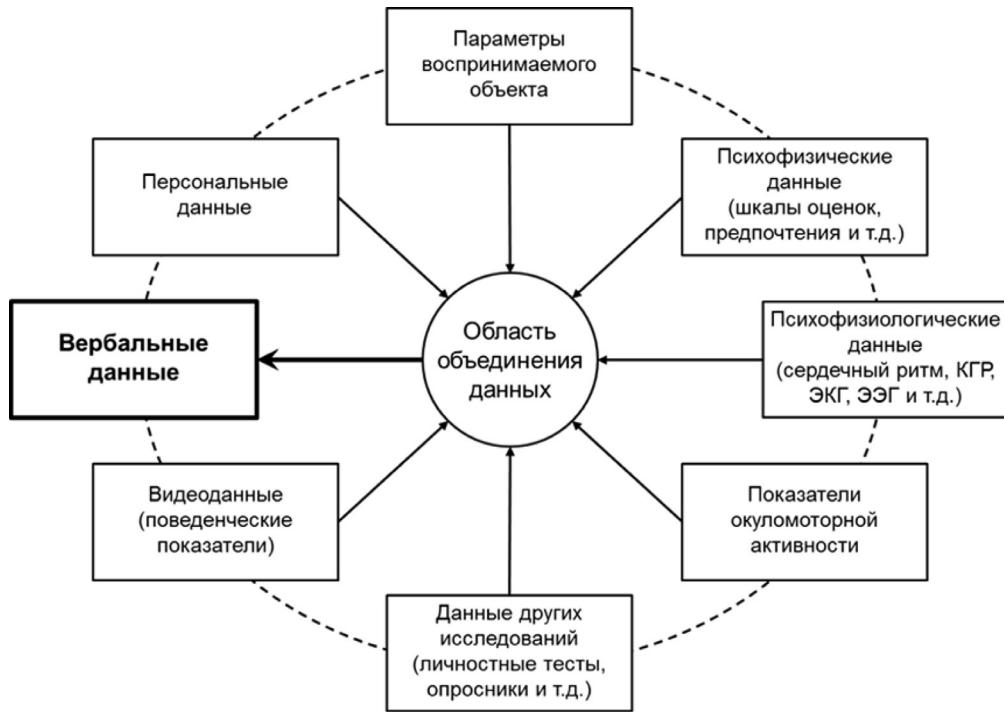 Параметры
воспринимаемого
объекта
Персональные
данные
Психофизические
данные
(шкалы оценок,
предпочтения и т.д.)
Вербальные
данные
Область
объединения
данных
Психофизиологические
данные
(сердечный ритм, КГР,
ЭКГ, ЭЭГ и т.д.)
Видеоданные
(поведенческие
показатели)
Показатели
окуломоторной
активности
Данные других
исследований
(личностные тесты,
опросники и т.д.)